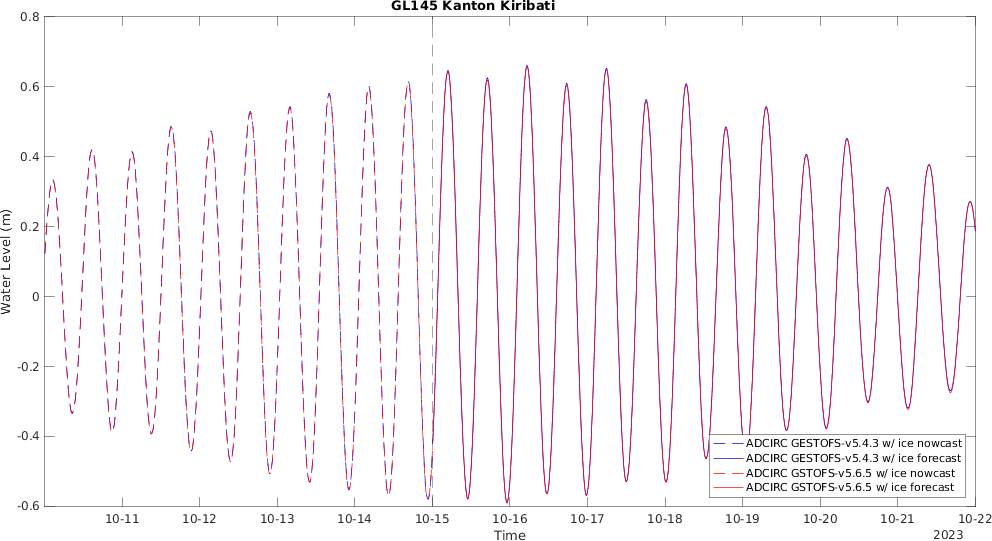 GL145 Kanton Kiribati
Water Level (m)
0.8
0.6
0.4
0.2
0
-0.2
-0.4
-0.6
ADCIRC GESTOFS-v5.4.3 w/ ice nowcast
ADCIRC GESTOFS-v5.4.3 w/ ice forecast
ADCIRC GSTOFS-v5.6.5 w/ ice nowcast
ADCIRC GSTOFS-v5.6.5 w/ ice forecast
10-11 10-12 10-13 10-14 10-15 10-16 10-17 10-18 10-19 10-20 10-21 10-22
Time
2023